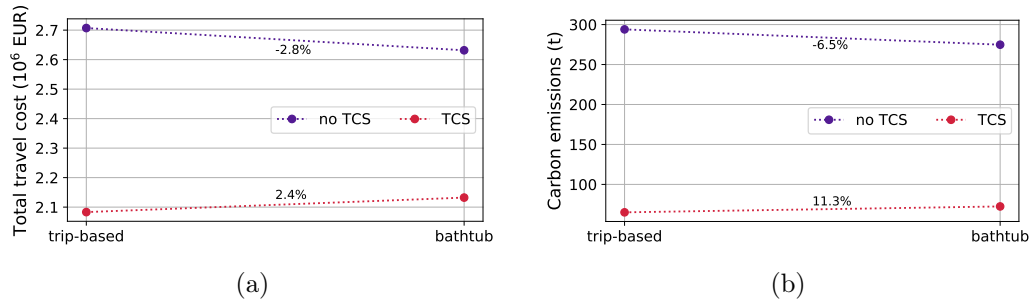 Total travel cost (10⁶ EUR)
2.7
2.6
2.5
2.4
2.3
2.2
2.1
-2.8%
no TCS TCS
2.4%
trip-based bathtub
(a)
Carbon emissions (t)
300
250
200
150
100
-6.5%
no TCS TCS
11.3%
trip-based bathtub
(b)